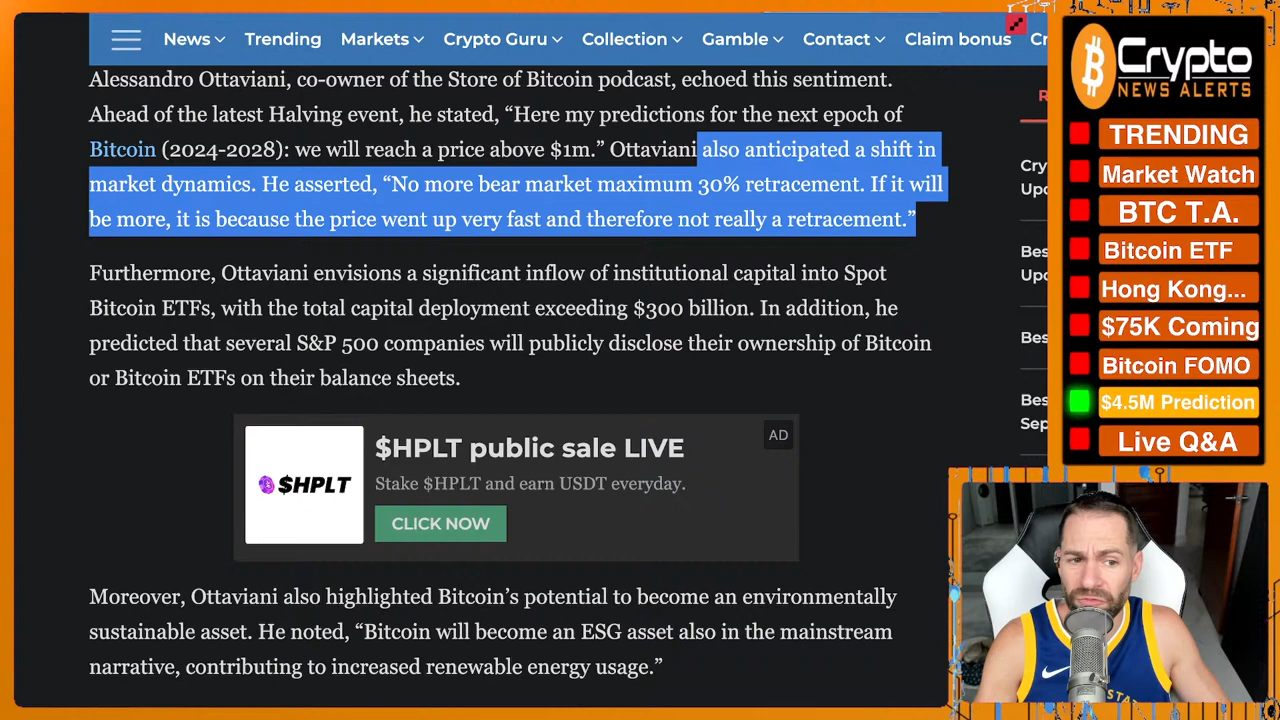 News Trending Markets Crypto Guru Collection Gamble Contact Claim bonus
Alessandro Ottaviani, co-owner of the Store of Bitcoin podcast, echoed this sentiment.
Ahead of the latest Halving event, he stated, “Here my predictions for the next epoch of
Bitcoin (2024-2028): we will reach a price above $1m.” Ottaviani also anticipated a shift in
market dynamics. He asserted, “No more bear market maximum 30% retracement. If it will
be more, it is because the price went up very fast and therefore not really a retracement.”
Furthermore, Ottaviani envisions a significant inflow of institutional capital into Spot
Bitcoin ETFs, with the total capital deployment exceeding $300 billion. In addition, he
predicted that several S&P 500 companies will publicly disclose their ownership of Bitcoin
or Bitcoin ETFs on their balance sheets.
$HPLT
$HPLT public sale LIVE
AD
Stake $HPLT and earn USDT everyday.
CLICK NOW
Moreover, Ottaviani also highlighted Bitcoin’s potential to become an environmentally
sustainable asset. He noted, “Bitcoin will become an ESG asset also in the mainstream
narrative, contributing to increased renewable energy usage.”
Crypto
NEWS ALERTS
TRENDING
Market Watch
BTC T.A.
Bitcoin ETF
Hong Kong...
$75K Coming
Bitcoin FOMO
$4.5M Prediction
Live Q&A